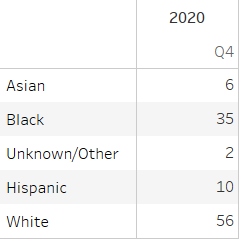 2020
Q4
Asian 6
Black 35
Unknown/Other 2
Hispanic 10
White 56